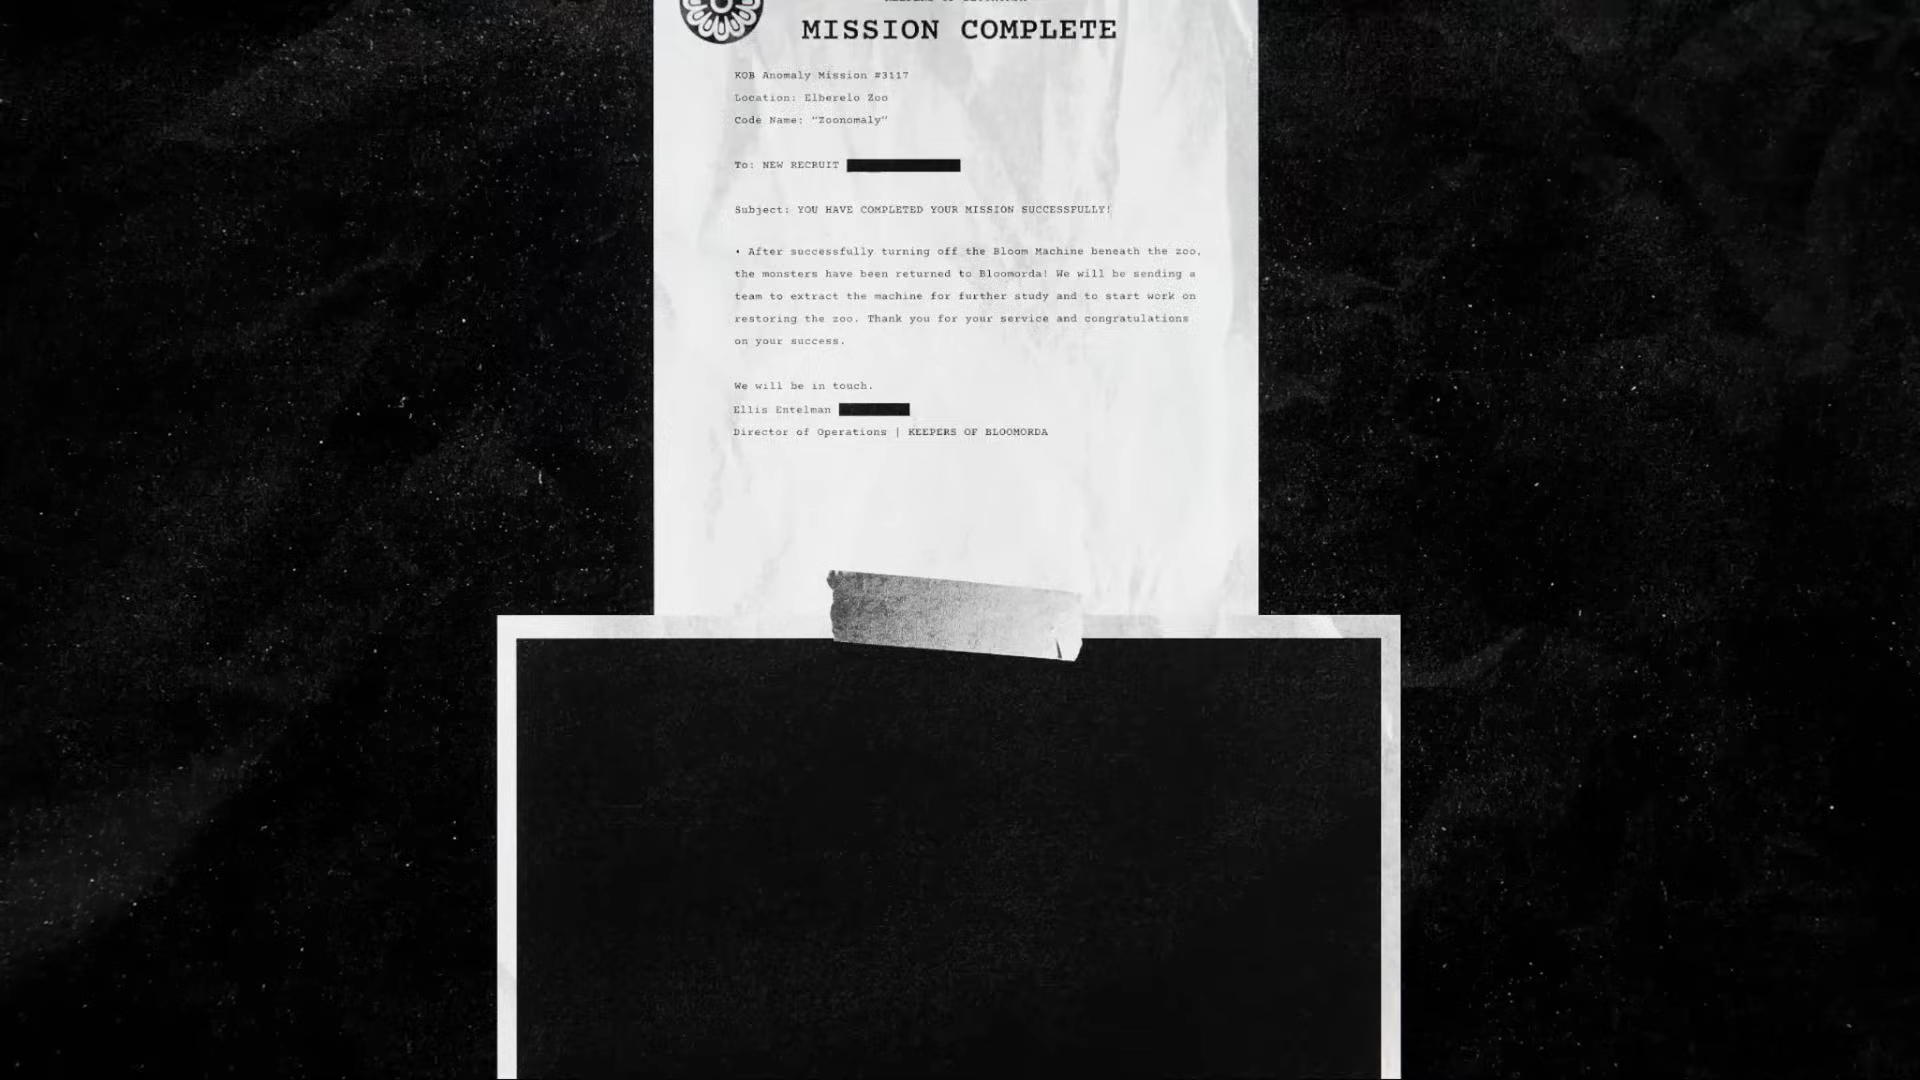 MISSION COMPLETE
KOB Anomaly Mission #3117
Location: Elberelo Zoo
Code Name: "Zoonomaly"
To: NEW RECRUIT
Subject: YOU HAVE COMPLETED YOUR MISSION SUCCESSFULLY!
• After successfully turning off the Bloom Machine beneath the zoo,
the monsters have been returned to Bloomorda! We will be sending a
team to extract the machine for further study and to start work on
restoring the zoo. Thank you for your service and congratulations
on your success.
We will be in touch.
Ellis Entelman
Director of Operations | KEEPERS OF BLOOMORDA